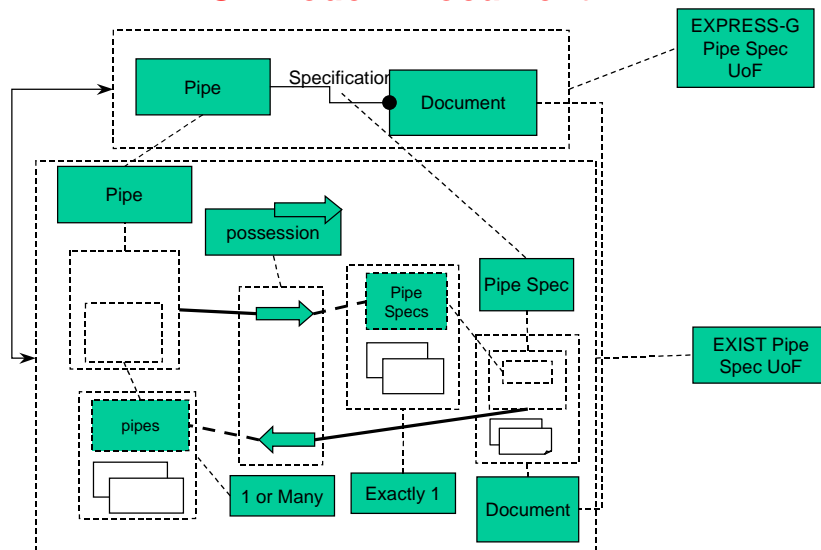 EXPRESS-G
Pipe Spec
UoF
Specification
Pipe
Document
Pipe
possession
Pipe
Specs
Pipe Spec
EXIST Pipe
Spec UoF
pipes
1 or Many
Exactly 1
Document